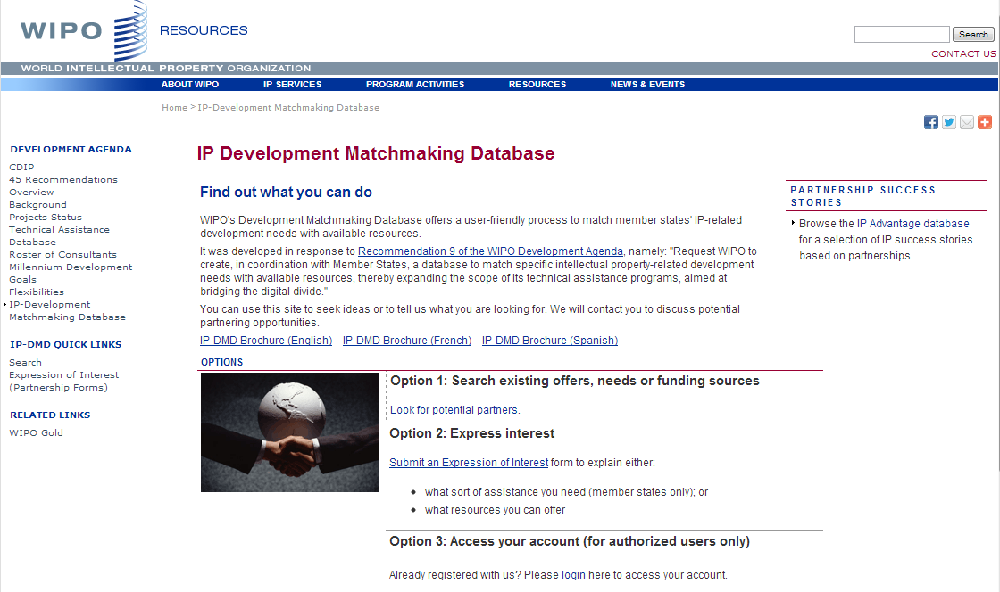 WIPO
RESOURCES
Search
CONTACT US
WORLD INTELLECTUAL PROPERTY ORGANIZATION
ABOUT WIPO IP SERVICES PROGRAM ACTIVITIES RESOURCES NEWS & EVENTS
Home > IP-Development Matchmaking Database
DEVELOPMENT AGENDA
CDIP
45 Recommendations
Overview
Background
Projects Status
Technical Assistance
Database
Roster of Consultants
Millennium Development
Goals
Flexibilities
IP-Development
Matchmaking Database
IP-DMD QUICK LINKS
Search
Expression of Interest
(Partnership Forms)
RELATED LINKS
WIPO Gold
IP Development Matchmaking Database
Find out what you can do
WIPO's Development Matchmaking Database offers a user-friendly process to match member states' IP-related
development needs with available resources.
It was developed in response to Recommendation 9 of the WIPO Development Agenda, namely: "Request WIPO to
create, in coordination with Member States, a database to match specific intellectual property-related development
needs with available resources, thereby expanding the scope of its technical assistance programs, aimed at
bridging the digital divide."
You can use this site to seek ideas or to tell us what you are looking for. We will contact you to discuss potential
partnering opportunities.
IP-DMD Brochure (English) IP-DMD Brochure (French) IP-DMD Brochure (Spanish)
OPTIONS
Option 1: Search existing offers, needs or funding sources
Look for potential partners.
Option 2: Express interest
Submit an Expression of Interest form to explain either:
• what sort of assistance you need (member states only); or
• what resources you can offer
Option 3: Access your account (for authorized users only)
Already registered with us? Please login here to access your account.
PARTNERSHIP SUCCESS
STORIES
Browse the IP Advantage database
for a selection of IP success stories
based on partnerships.